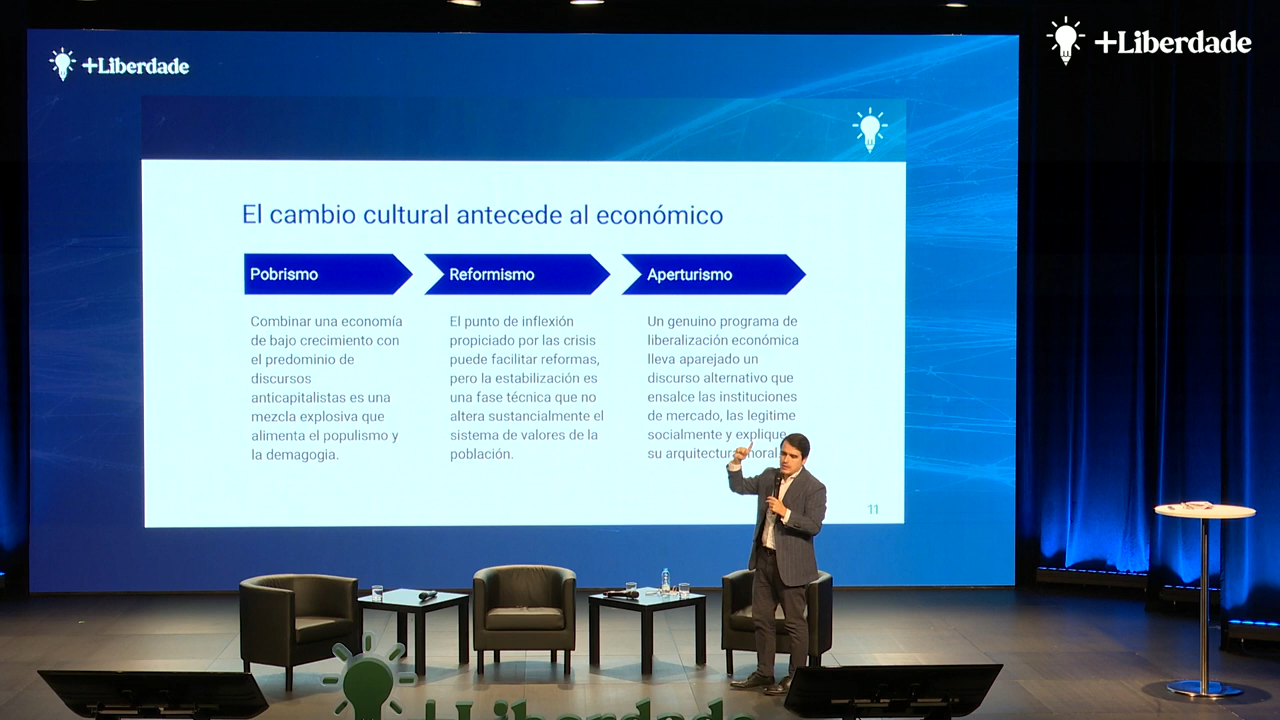 +Liberdade
+Liberdade
El cambio cultural antecede al económico
Pobrismo
Combinar una economía
de bajo crecimiento con
el predominio de
discursos
anticapitalistas es una
mezcla explosiva que
alimenta el populismo y
la demagogia.
Reformismo
El punto de inflexión
propiciado por las crisis
puede facilitar reformas,
pero la estabilización es
una fase técnica que no
altera sustancialmente el
sistema de valores de la
población.
Aperturismo
Un genuino programa de
liberalización económica
lleva aparejado un
discurso alternativo que
ensalce las instituciones
de mercado, las legitime
socialmente y explique
su arquitectura moral.
11
+Liberdade